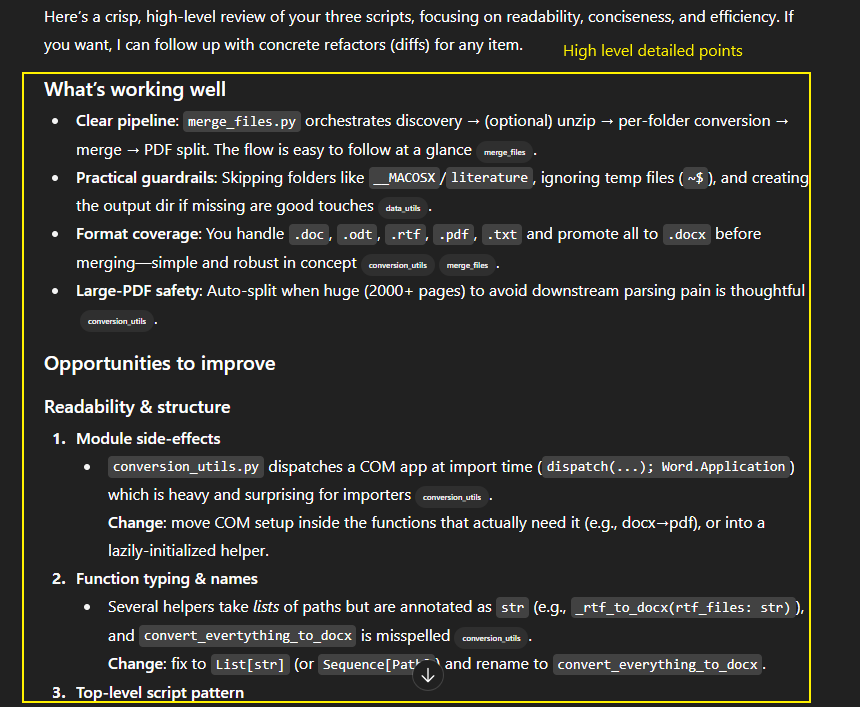 Here's a crisp, high-level review of your three scripts, focusing on readability, conciseness, and efficiency. If
you want, I can follow up with concrete refactors (diffs) for any item.
High level detailed points
What's working well
• Clear pipeline: merge_files.py orchestrates discovery → (optional) unzip → per-folder conversion →
merge → PDF split. The flow is easy to follow at a glance merge_files .
• Practical guardrails: Skipping folders like __MACOSX / literature , ignoring temp files ( ~$ ), and creating
the output dir if missing are good touches data_utils .
• Format coverage: You handle .doc , .odt , .rtf , .pdf , .txt and promote all to .docx before
merging—simple and robust in concept conversion_utils merge_files .
• Large-PDF safety: Auto-split when huge (2000+ pages) to avoid downstream parsing pain is thoughtful
conversion_utils .
Opportunities to improve
Readability & structure
1. Module side-effects
• conversion_utils.py dispatches a COM app at import time ( dispatch(...); Word.Application )
which is heavy and surprising for importers conversion_utils .
Change: move COM setup inside the functions that actually need it (e.g., docx→pdf), or into a
lazily-initialized helper.
2. Function typing & names
• Several helpers take lists of paths but are annotated as str (e.g., _rtf_to_docx(rtf_files: str) ),
and convert_evertything_to_docx is misspelled conversion_utils .
Change: fix to List[str] (or ) and rename to convert_everything_to_docx .
3. Top-level script pattern